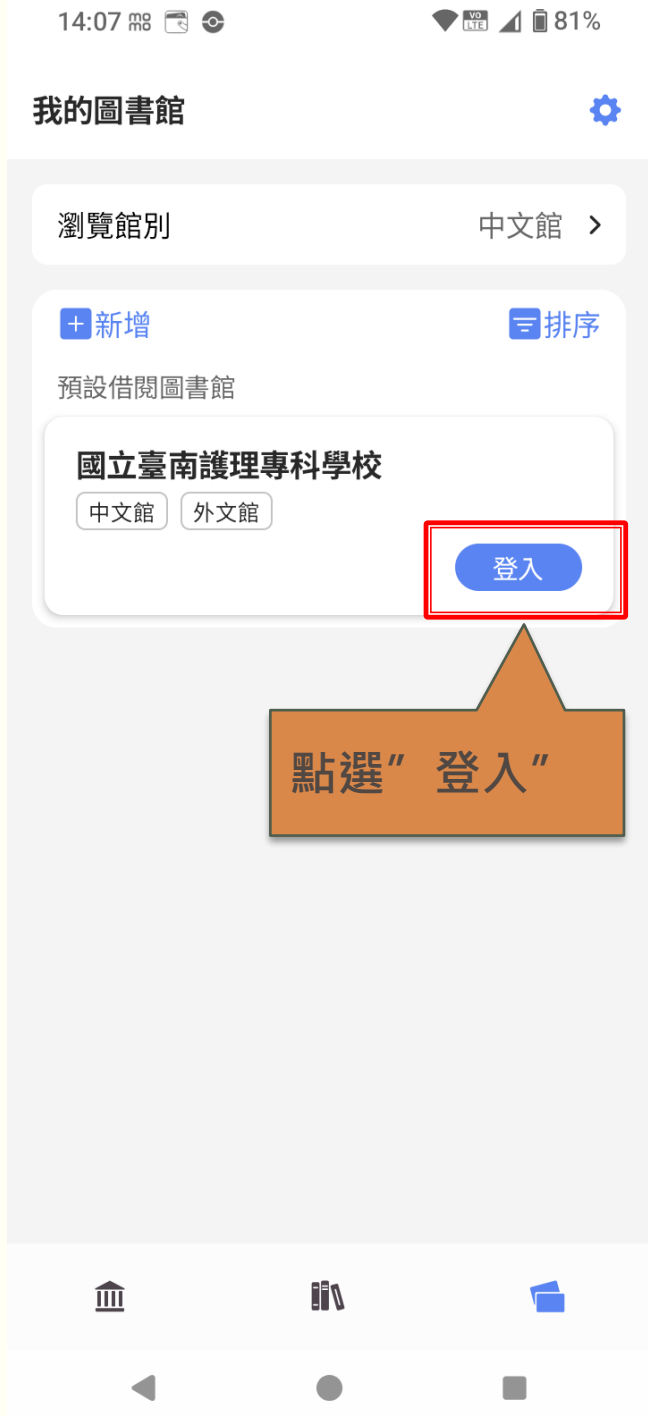 14:07
VO LTE 81%
我的圖書館
瀏覽館別 中文館
新增 排序
預設借閱圖書館
國立臺南護理專科學校
中文館 外文館
登入
點選” 登入”